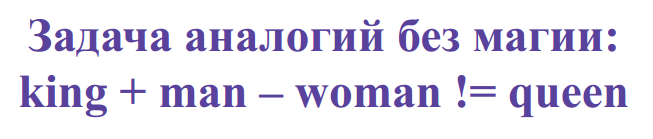 Задача аналогий без магии:
king + man – woman != queen